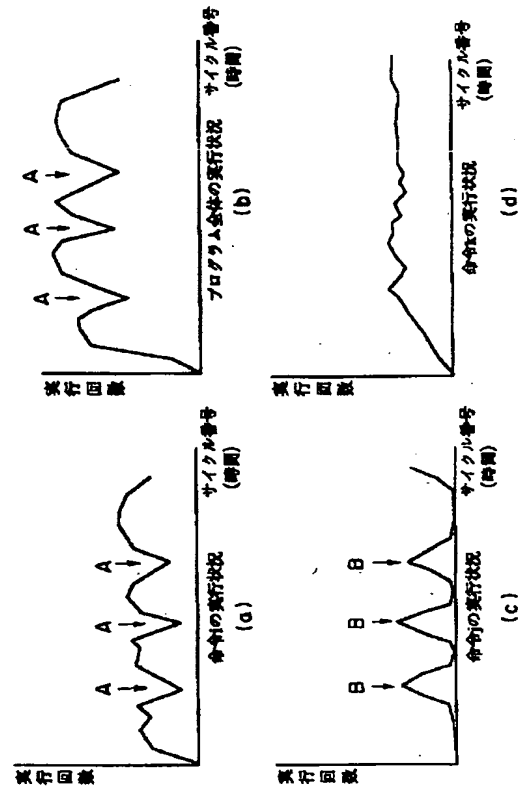 実行回数
A A A
サイクル番号
(時間)
命令iの実行状況
(a)
実行回数
A A A
サイクル番号
(時間)
プログラム全体の実行状況
(b)
実行回数
B B B
サイクル番号
(時間)
命令jの実行状況
(c)
実行回数
サイクル番号
(時間)
命令kの実行状況
(d)